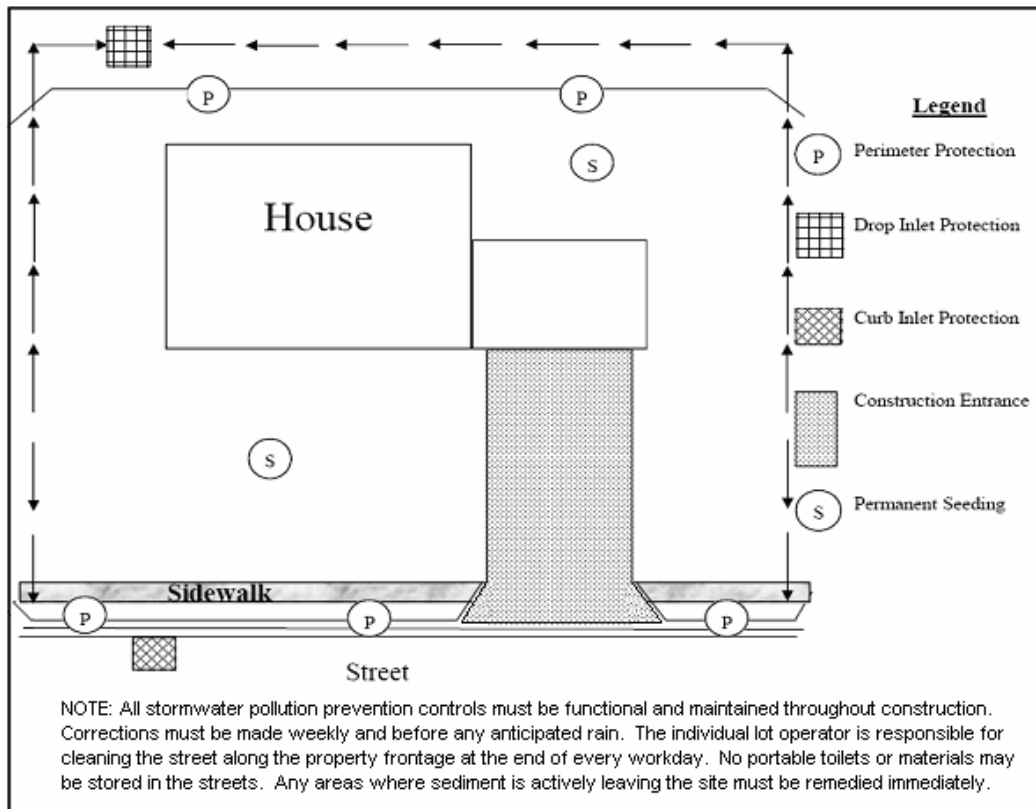 P
P
Legend
P
Perimeter Protection
S
House
Drop Inlet Protection
Curb Inlet Protection
Construction Entrance
S
S
Permanent Seeding
Sidewalk
P
P
P
Street
NOTE: All stormwater pollution prevention controls must be functional and maintained throughout construction.
Corrections must be made weekly and before any anticipated rain. The individual lot operator is responsible for
cleaning the street along the property frontage at the end of every workday. No portable toilets or materials may
be stored in the streets. Any areas where sediment is actively leaving the site must be remedied immediately.